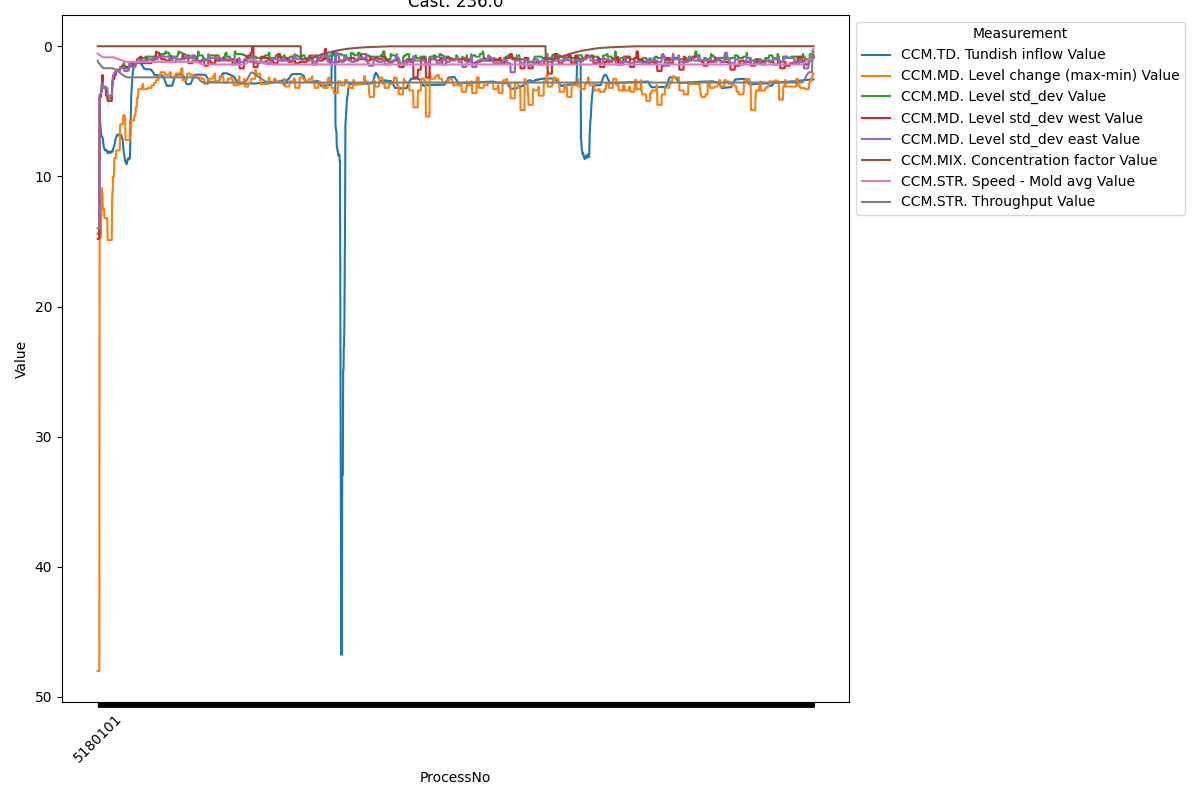 Cast: 236.0
Measurement
CCM.TD. Tundish inflow Value
CCM.MD. Level change (max-min) Value
CCM.MD. Level std_dev Value
CCM.MD. Level std_dev west Value
CCM.MD. Level std_dev east Value
CCM.MIX. Concentration factor Value
CCM.STR. Speed - Mold avg Value
CCM.STR. Throughput Value
0
10
20
30
40
50
Value
5180101
ProcessNo